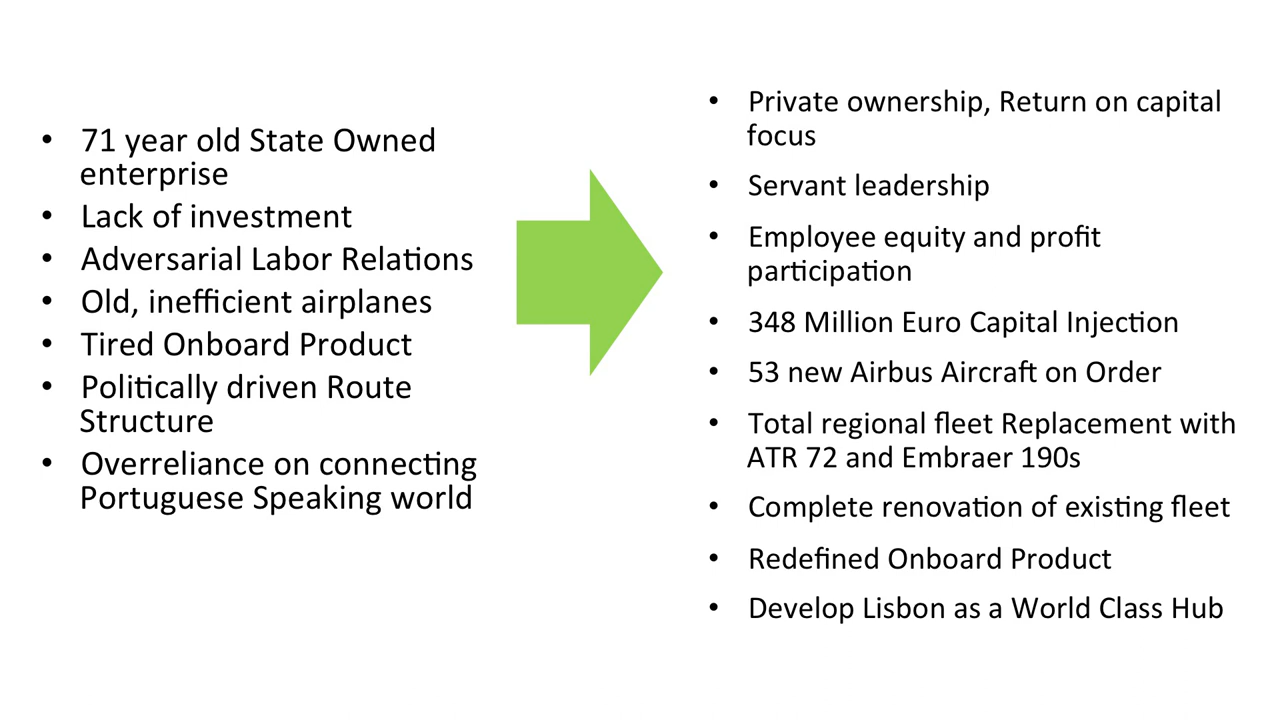 • 71 year old State Owned
enterprise
• Lack of investment
• Adversarial Labor Relations
• Old, inefficient airplanes
• Tired Onboard Product
• Politically driven Route
Structure
• Overreliance on connecting
Portuguese Speaking world
• Private ownership, Return on capital
focus
• Servant leadership
• Employee equity and profit
participation
• 348 Million Euro Capital Injection
• 53 new Airbus Aircraft on Order
• Total regional fleet Replacement with
ATR 72 and Embraer 190s
• Complete renovation of existing fleet
• Redefined Onboard Product
• Develop Lisbon as a World Class Hub